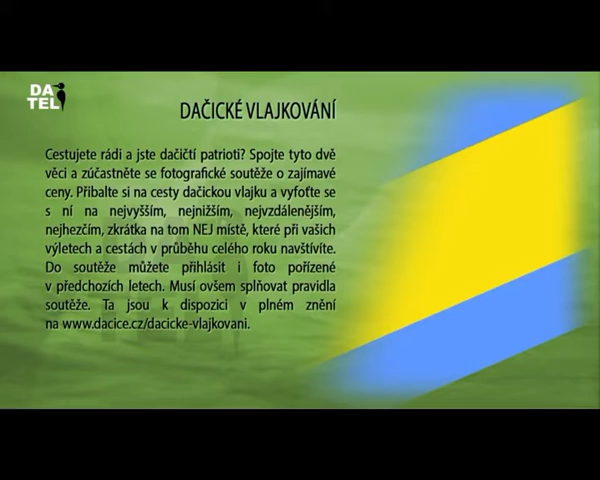 DA
TEL
DAČICKÉ VLAJKOVÁNÍ
Cestujete rádi a jste dačičtí patrioti? Spojte tyto dvě
věci a zúčastněte se fotografické soutěže o zajímavé
ceny. Přibalte si na cesty dačickou vlajku a vyfoťte se
s ní na nejvyšším, nejnižším, nejvzdálenějším,
nejhezčím, zkrátka na tom NEJ místě, které při vašich
výletech a cestách v průběhu celého roku navštívíte.
Do soutěže můžete přihlásit i foto pořízené
v předchozích letech. Musí ovšem splňovat pravidla
soutěže. Ta jsou k dispozici v plném znění
na www.dacice.cz/dacicke-vlajkovani.